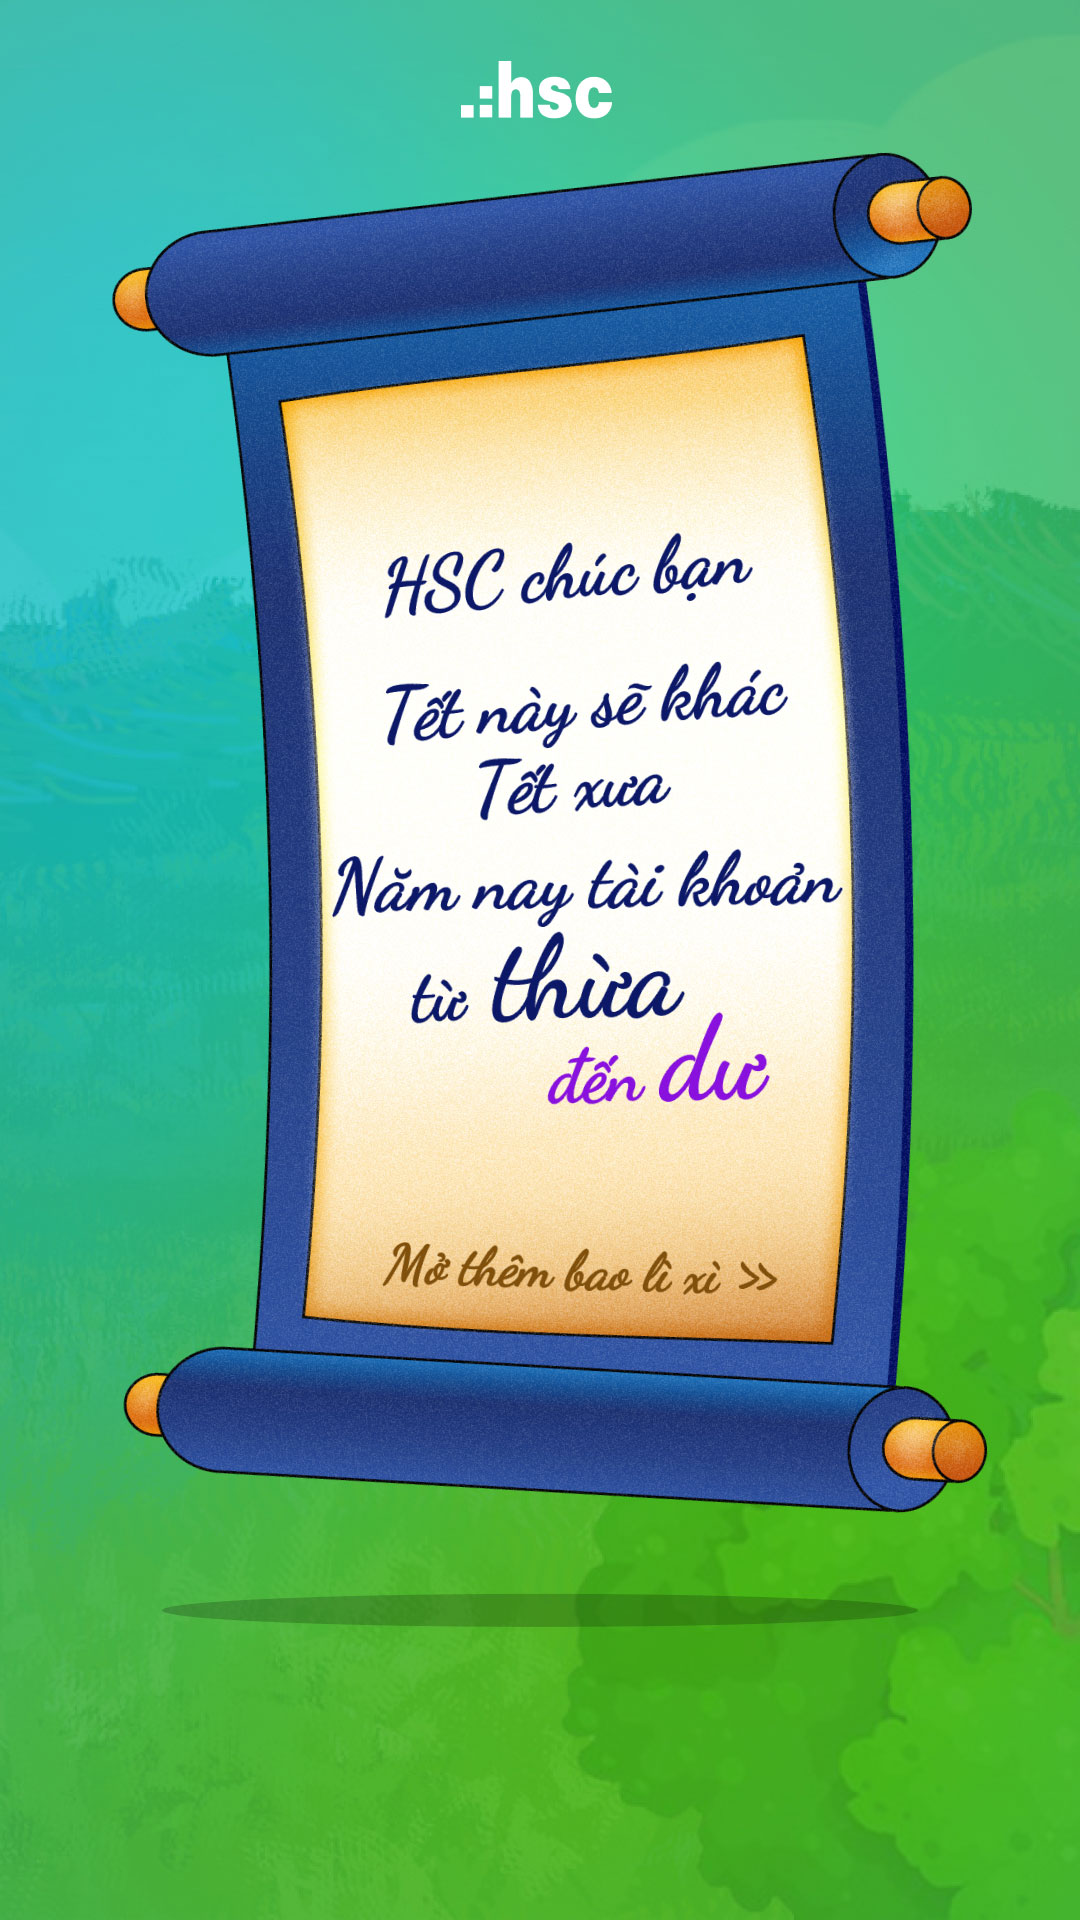 .:hsc
HSC chúc bạn
Tết này sẽ khác
Tết xưa
Năm nay tài khoản
từ thừa
đến dư
Mở thêm bao lì xì >>